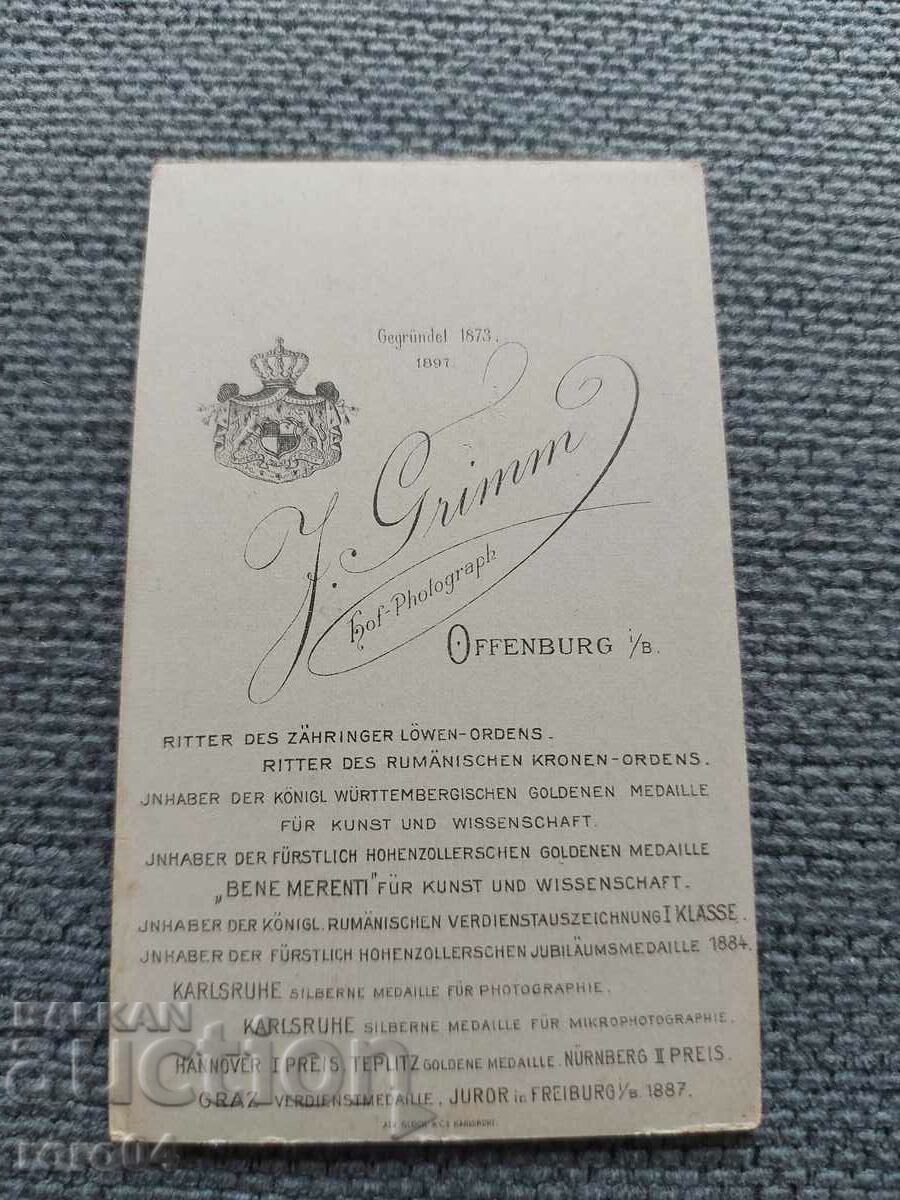 Gegründet 1873.
1897.
J. Grimm
Hof-Photograph
OFFENBURG i/B.
RITTER DES ZÄHRINGER LÖWEN-ORDENS.
RITTER DES RUMÄNISCHEN KRONEN-ORDENS.
JNHABER DER KÖNIGL WÜRTTEMBERGISCHEN GOLDENEN MEDAILLE
FÜR KUNST UND WISSENSCHAFT.
JNHABER DER FÜRSTLICH HOHENZOLLERSCHEN GOLDENEN MEDAILLE
„BENE MERENTI" FÜR KUNST UND WISSENSCHAFT.
JNHABER DER KÖNIGL. RUMÄNISCHEN VERDIENSTAUSZEICHNUNG I KLASSE.
JNHABER DER FÜRSTLICH HOHENZOLLERSCHEN JUBILÄUMSMEDAILLE 1884.
KARLSRUHE SILBERNE MEDAILLE FÜR PHOTOGRAPHIE.
KARLSRUHE SILBERNE MEDAILLE FÜR MIKROPHOTOGRAPHIE.
HANNOVER I PREIS. TEPLITZ GOLDENE MEDAILLE. NÜRNBERG II PREIS.
GRAZ VERDIENSTMEDAILLE, JUROR in FREIBURG i/B. 1887.
KARLSRUHE.
BALKAN
auction
toro04